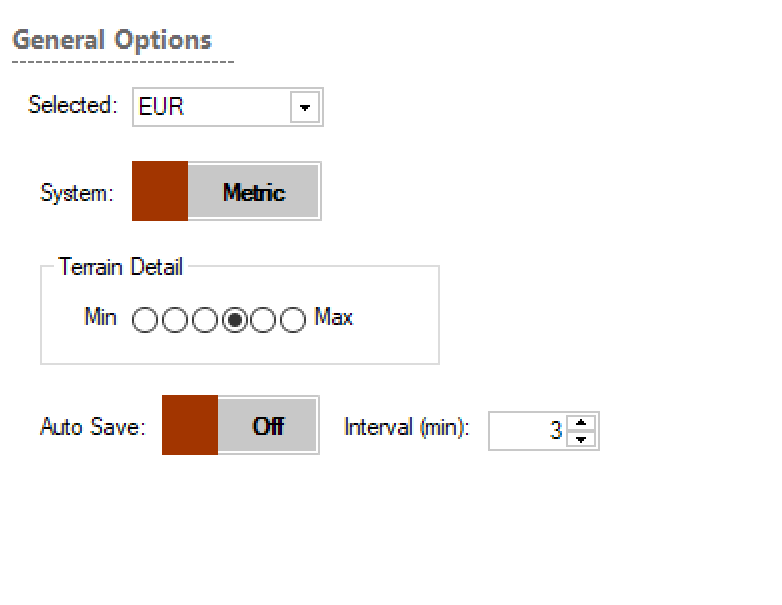 General Options
Selected: EUR
System: Metric
Terrain Detail
Min Max
Auto Save: Off Interval (min): 3